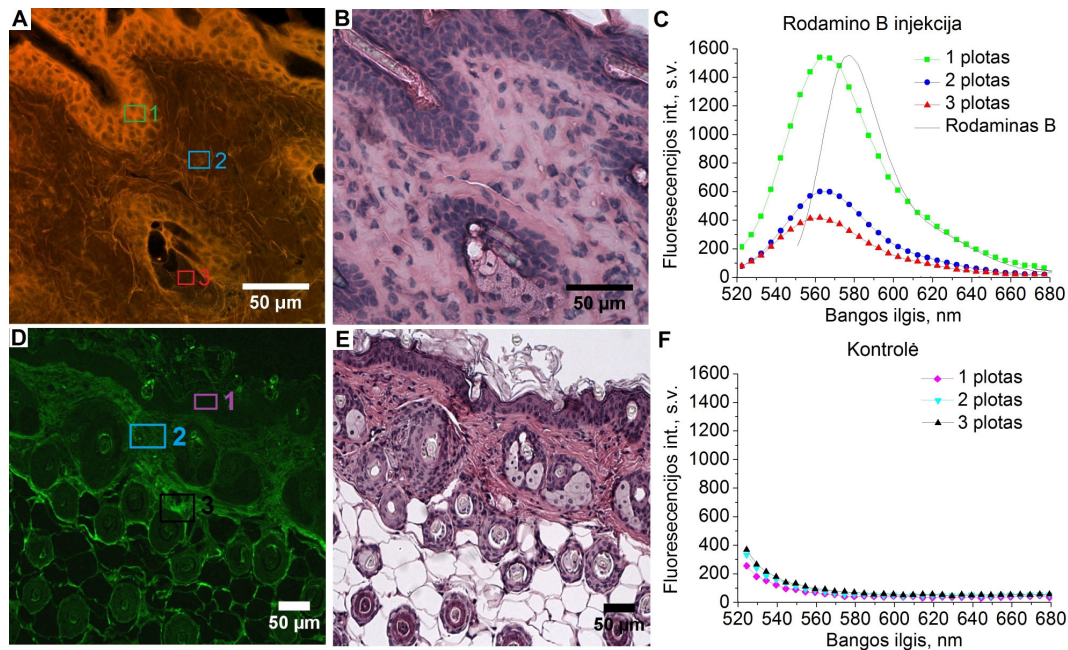 A
1
2
3
50 µm
B
50 µm
C
Rodamino B injekcija
Fluoresecencijos int., s.v.
1600
1400
1200
1000
800
600
400
200
0
1 plotas
2 plotas
3 plotas
Rodaminas B
520 540 560 580 600 620 640 660 680
Bangos ilgis, nm
D
1
2
3
50 µm
E
50 µm
F
Kontrolė
Fluoresecencijos int., s.v.
1600
1400
1200
1000
800
600
400
200
0
1 plotas
2 plotas
3 plotas
520 540 560 580 600 620 640 660 680
Bangos ilgis, nm